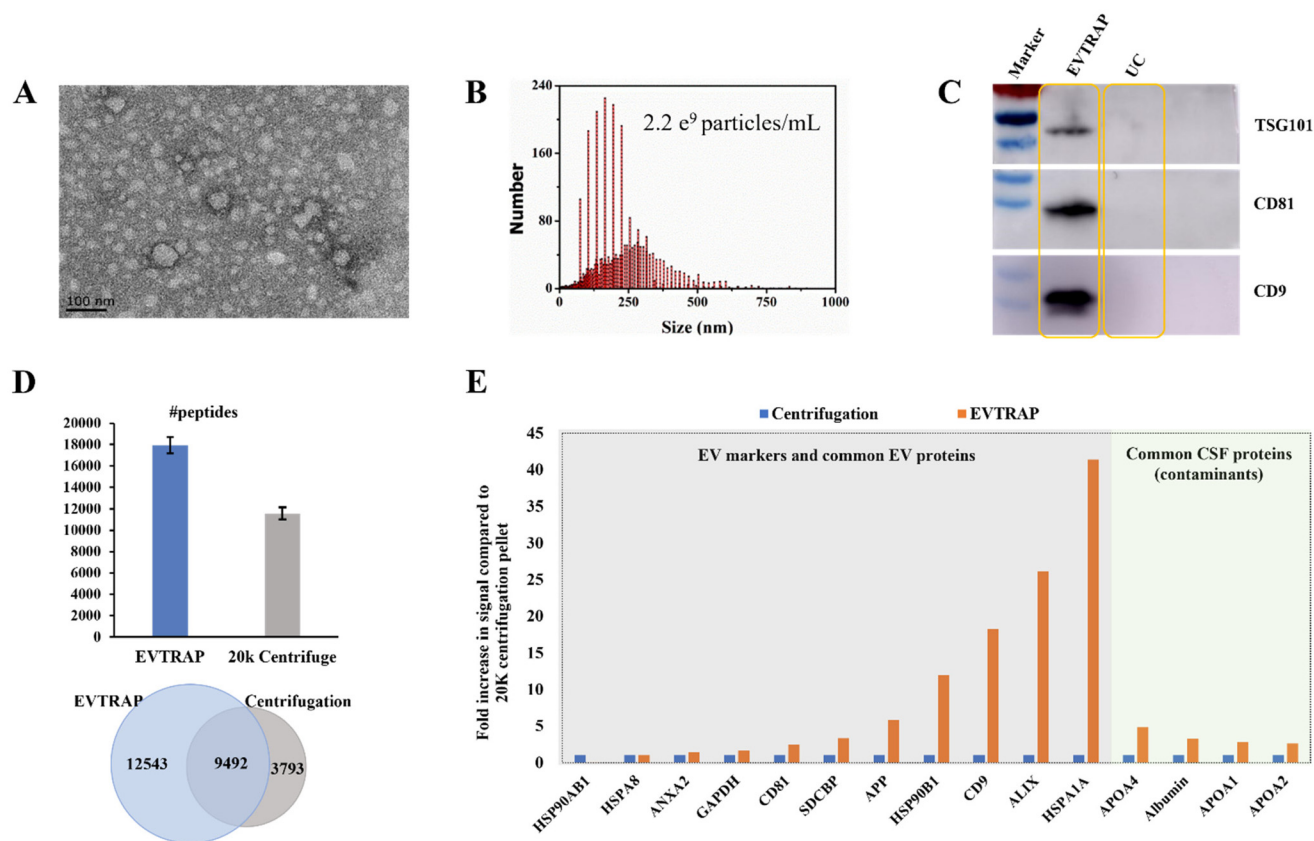 A
100 nm
B
240
160
80
0
Number
2.2 e⁹ particles/mL
0
250
500
750
1000
Size (nm)
C
Marker
EVTRAP
UC
TSG101
CD81
CD9
D
#peptides
20000
18000
16000
14000
12000
10000
8000
6000
4000
2000
0
EVTRAP
20k Centrifuge
EVTRAP
Centrifugation
12543
9492
3793
E
Centrifugation
EVTRAP
Fold increase in signal compared to
20K centrifugation pellet
45
40
35
30
25
20
15
10
5
0
EV markers and common EV proteins
Common CSF proteins
(contaminants)
HSP90AB1
HSPA8
ANXA2
GAPDH
CD81
SDCBP
APP
HSP90B1
CD9
ALIX
HSPA1A
APOA4
Albumin
APOA1
APOA2